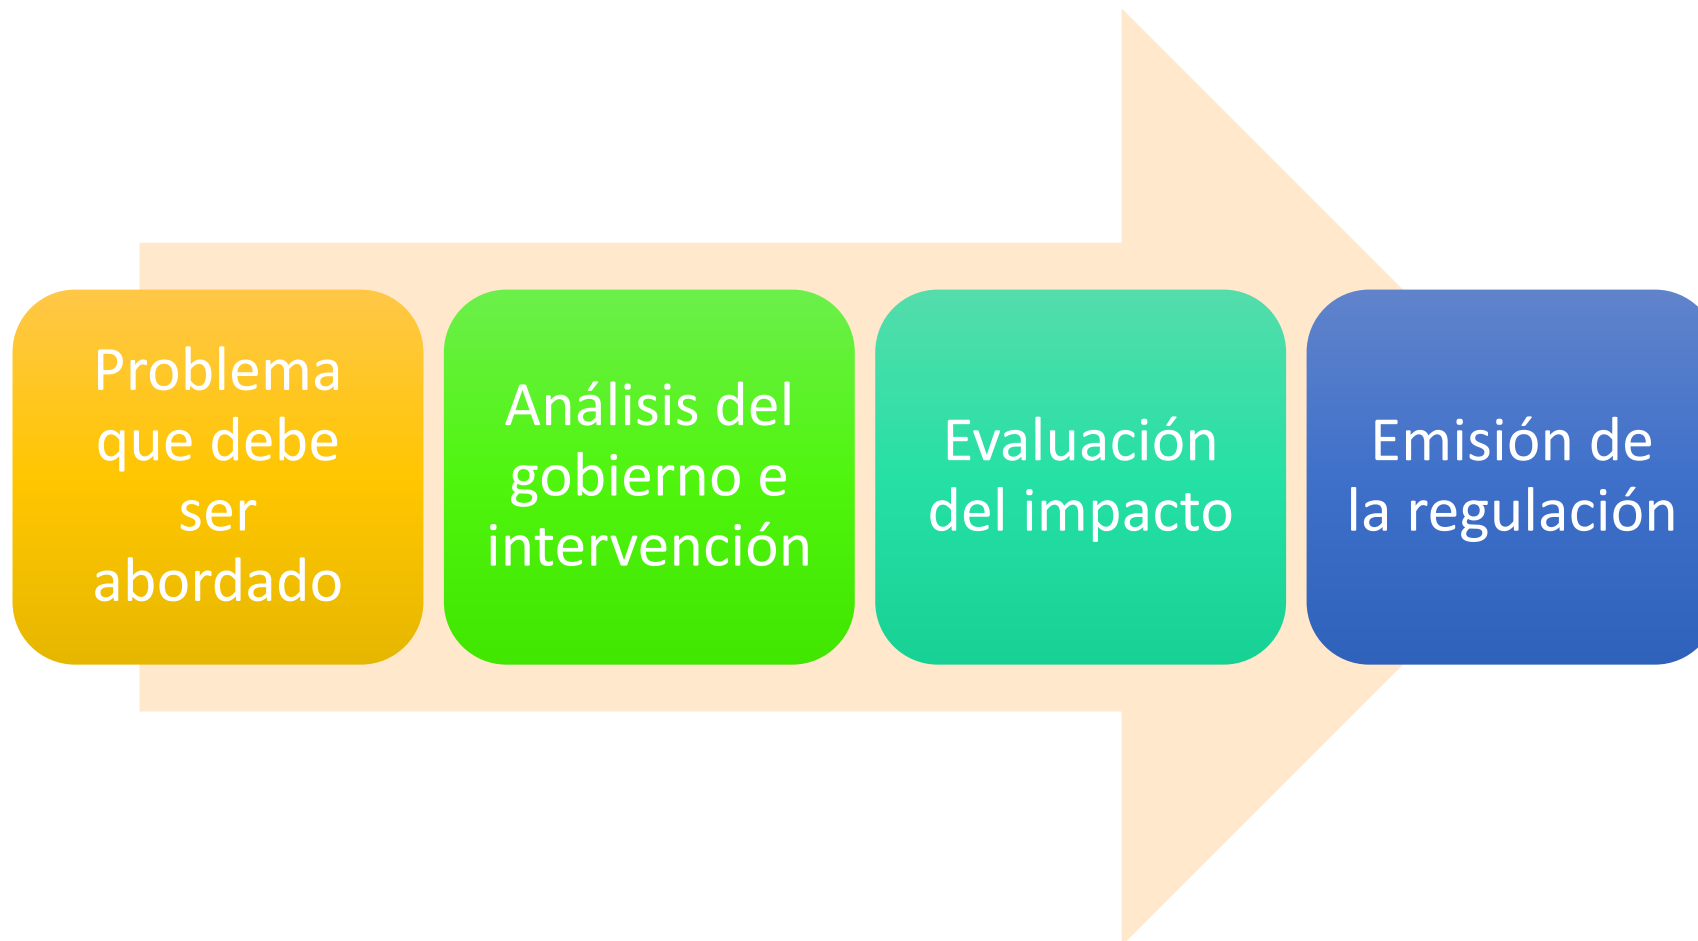 Problema
que debe
ser
abordado
Análisis del
gobierno e
intervención
Evaluación
del impacto
Emisión de
la regulación